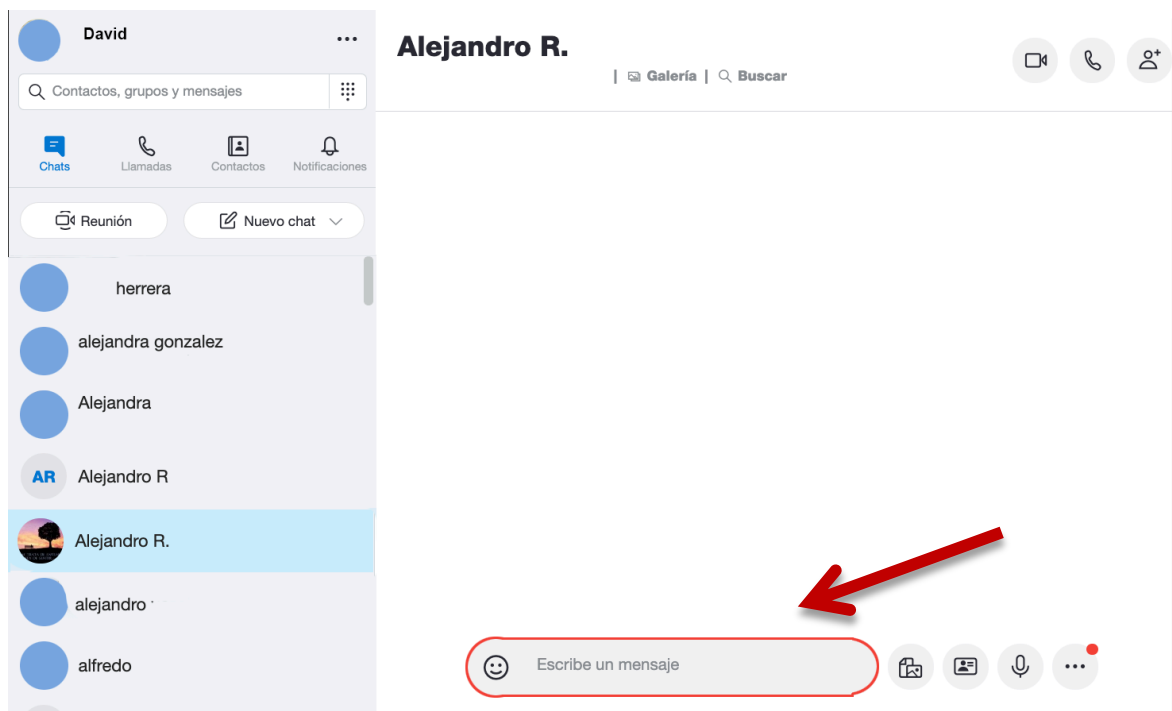 David
Contactos, grupos y mensajes
Chats Llamadas Contactos Notificaciones
Reunión Nuevo chat
herrera
alejandra gonzalez
Alejandra
AR Alejandro R
Alejandro R.
alejandro
alfredo
Alejandro R.
| Galería | Buscar
Escribe un mensaje